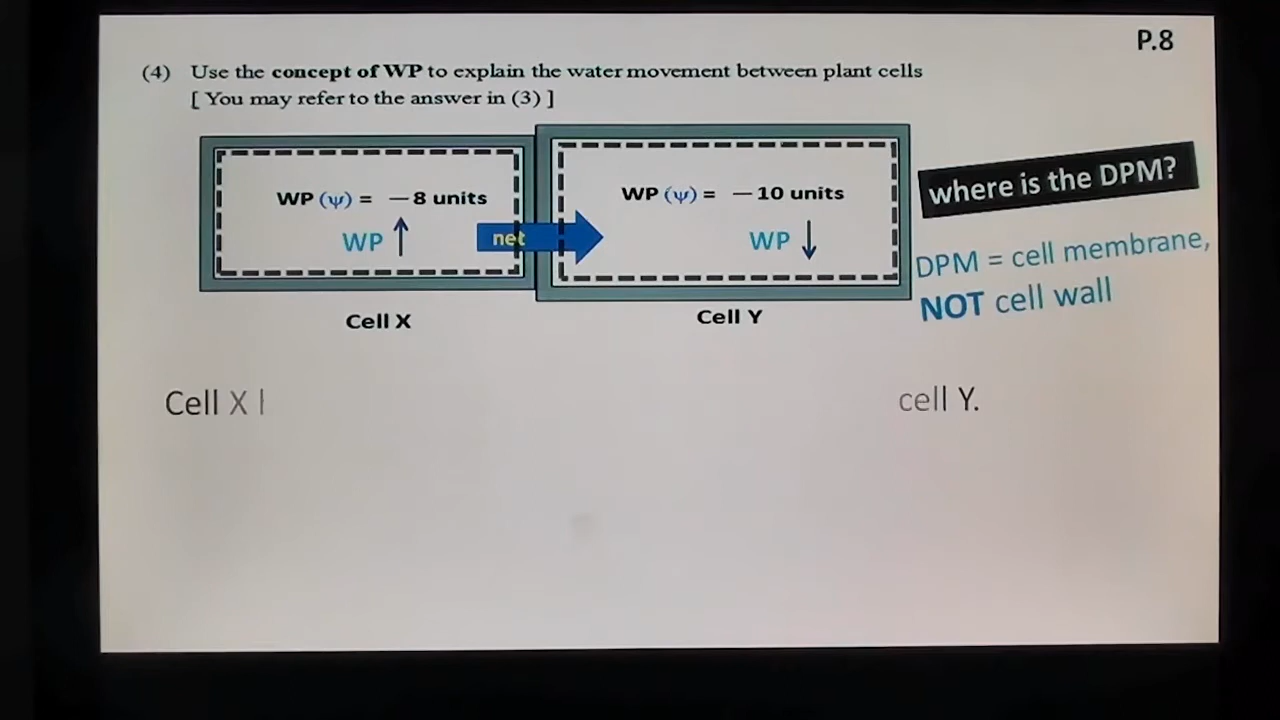 P.8
(4) Use the concept of WP to explain the water movement between plant cells
[ You may refer to the answer in (3) ]
WP (ψ) = — 8 units
WP ↑
net
WP (ψ) = — 10 units
WP ↓
where is the DPM?
DPM = cell membrane,
NOT cell wall
Cell X
Cell Y
Cell X
cell Y.